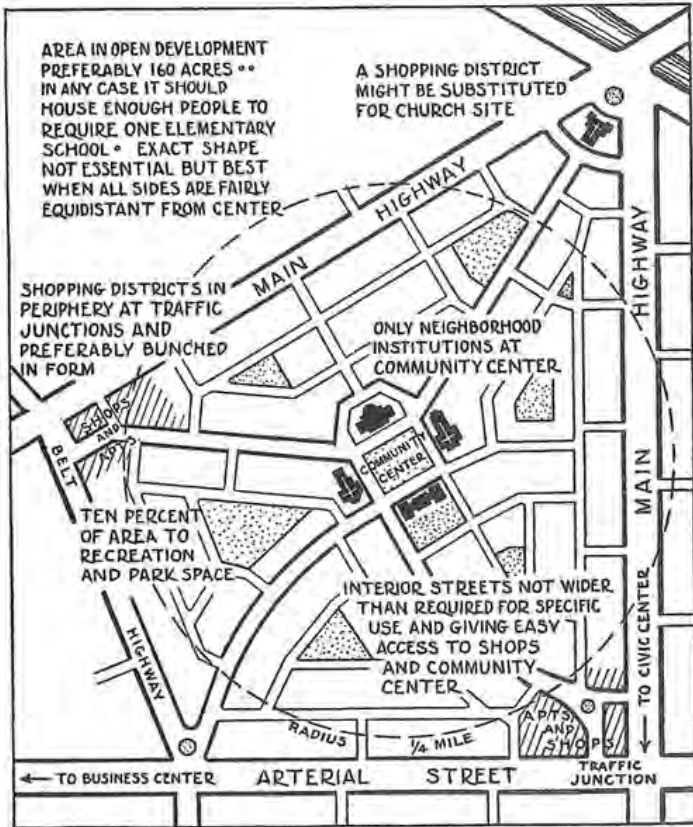 AREA IN OPEN DEVELOPMENT
PREFERABLY 160 ACRES • •
IN ANY CASE IT SHOULD
HOUSE ENOUGH PEOPLE TO
REQUIRE ONE ELEMENTARY
SCHOOL • EXACT SHAPE
NOT ESSENTIAL BUT BEST
WHEN ALL SIDES ARE FAIRLY
EQUIDISTANT FROM CENTER
A SHOPPING DISTRICT
MIGHT BE SUBSTITUTED
FOR CHURCH SITE
MAIN HIGHWAY
SHOPPING DISTRICTS IN
PERIPHERY AT TRAFFIC
JUNCTIONS AND
PREFERABLY BUNCHED
IN FORM
ONLY NEIGHBORHOOD
INSTITUTIONS AT
COMMUNITY CENTER
SHOPS
AND
APTS
COMMUNITY
CENTER
BELT
HIGHWAY
MAIN HIGHWAY
TEN PERCENT
OF AREA TO
RECREATION
AND PARK SPACE
INTERIOR STREETS NOT WIDER
THAN REQUIRED FOR SPECIFIC
USE AND GIVING EASY
ACCESS TO SHOPS
AND COMMUNITY
CENTER
TO CIVIC CENTER
RADIUS 1/4 MILE
APTS
AND
SHOPS
TRAFFIC
JUNCTION
← TO BUSINESS CENTER ARTERIAL STREET